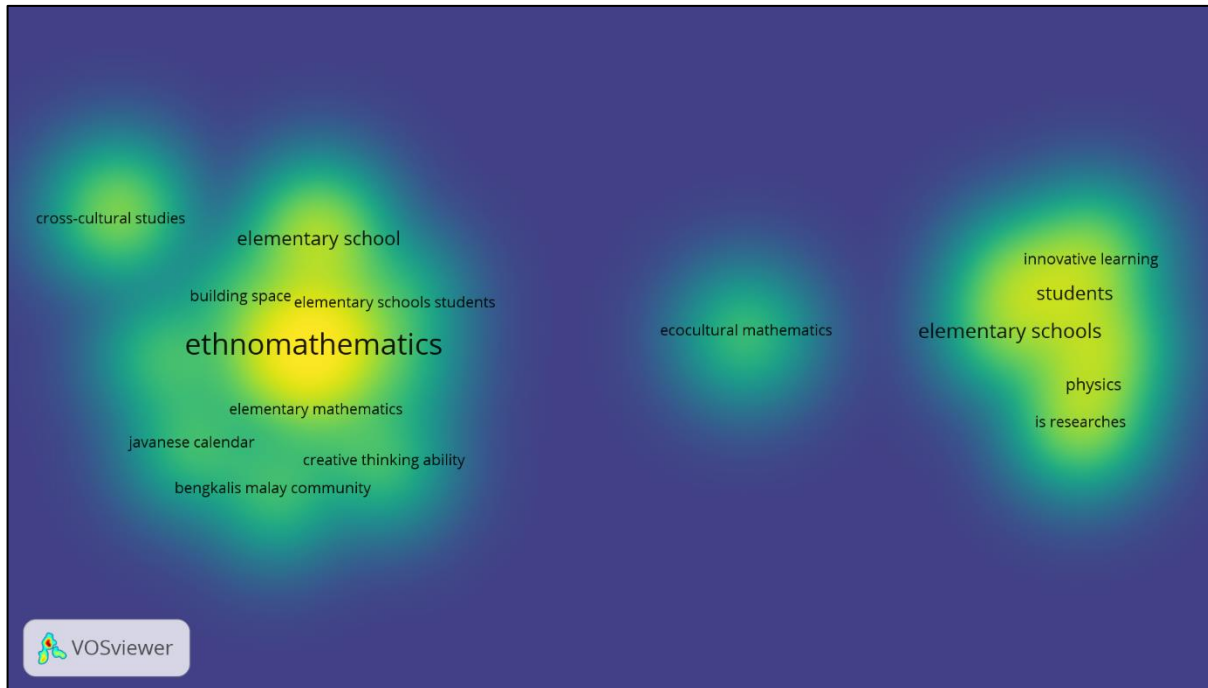 cross-cultural studies
elementary school
building space
elementary schools students
ethnomathematics
elementary mathematics
javanese calendar
creative thinking ability
bengkalis malay community
ecocultural mathematics
innovative learning
students
elementary schools
physics
is researches
VOSviewer